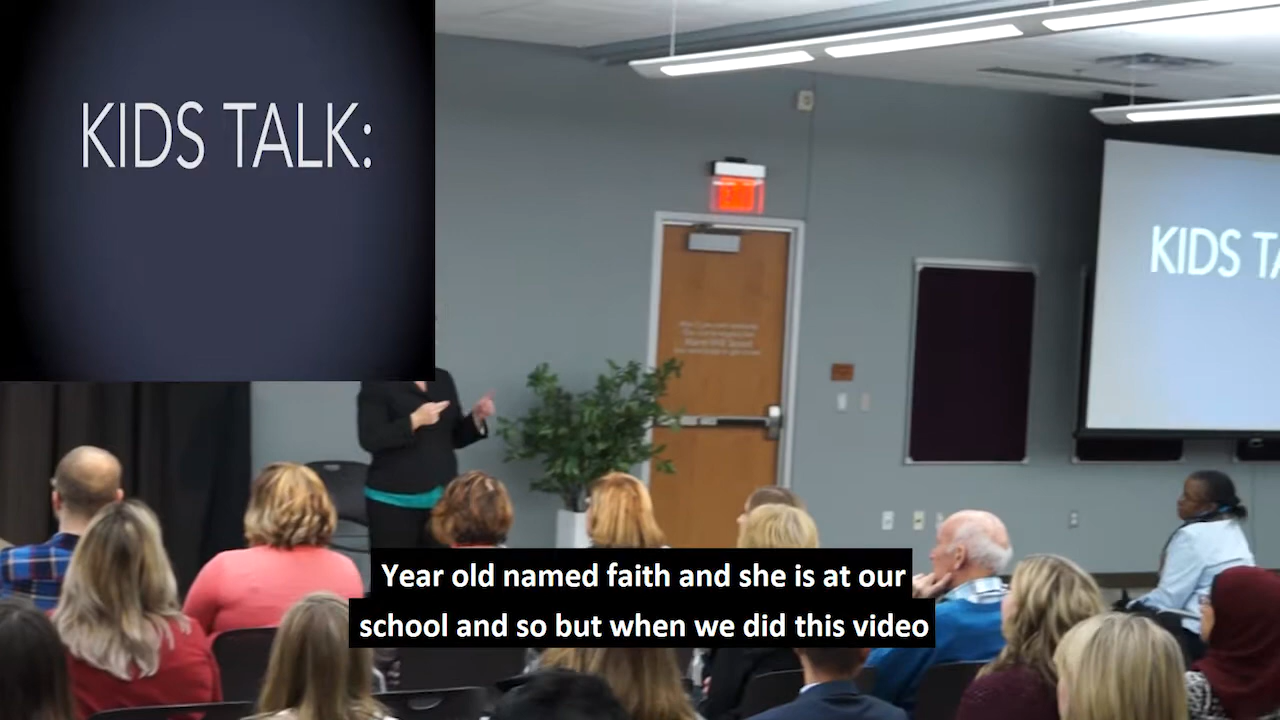 KIDS TALK:
EXIT
KIDS TA
Year old named faith and she is at our
school and so but when we did this video